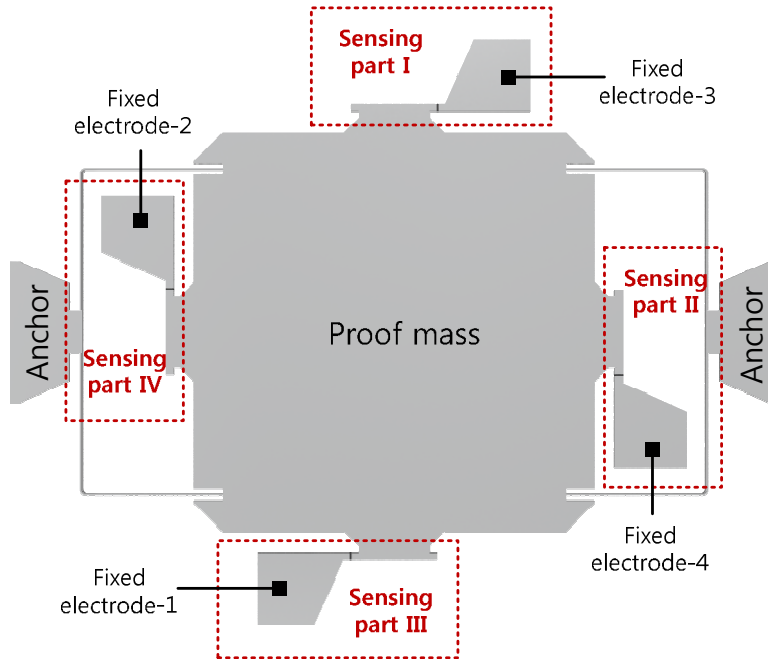 Sensing
part I
Fixed
electrode-3
Fixed
electrode-2
Sensing
part II
Anchor
Proof mass
Anchor
Sensing
part IV
Fixed
electrode-4
Fixed
electrode-1
Sensing
part III